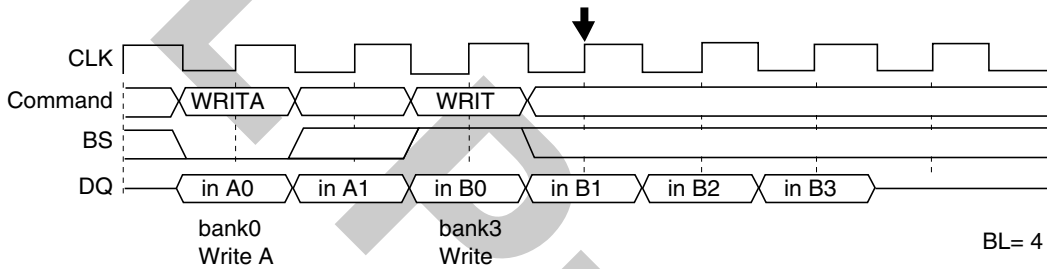 CLK
Command WRITA WRIT
BS
DQ in A0 in A1 in B0 in B1 in B2 in B3
bank0 bank3
Write A Write
BL= 4